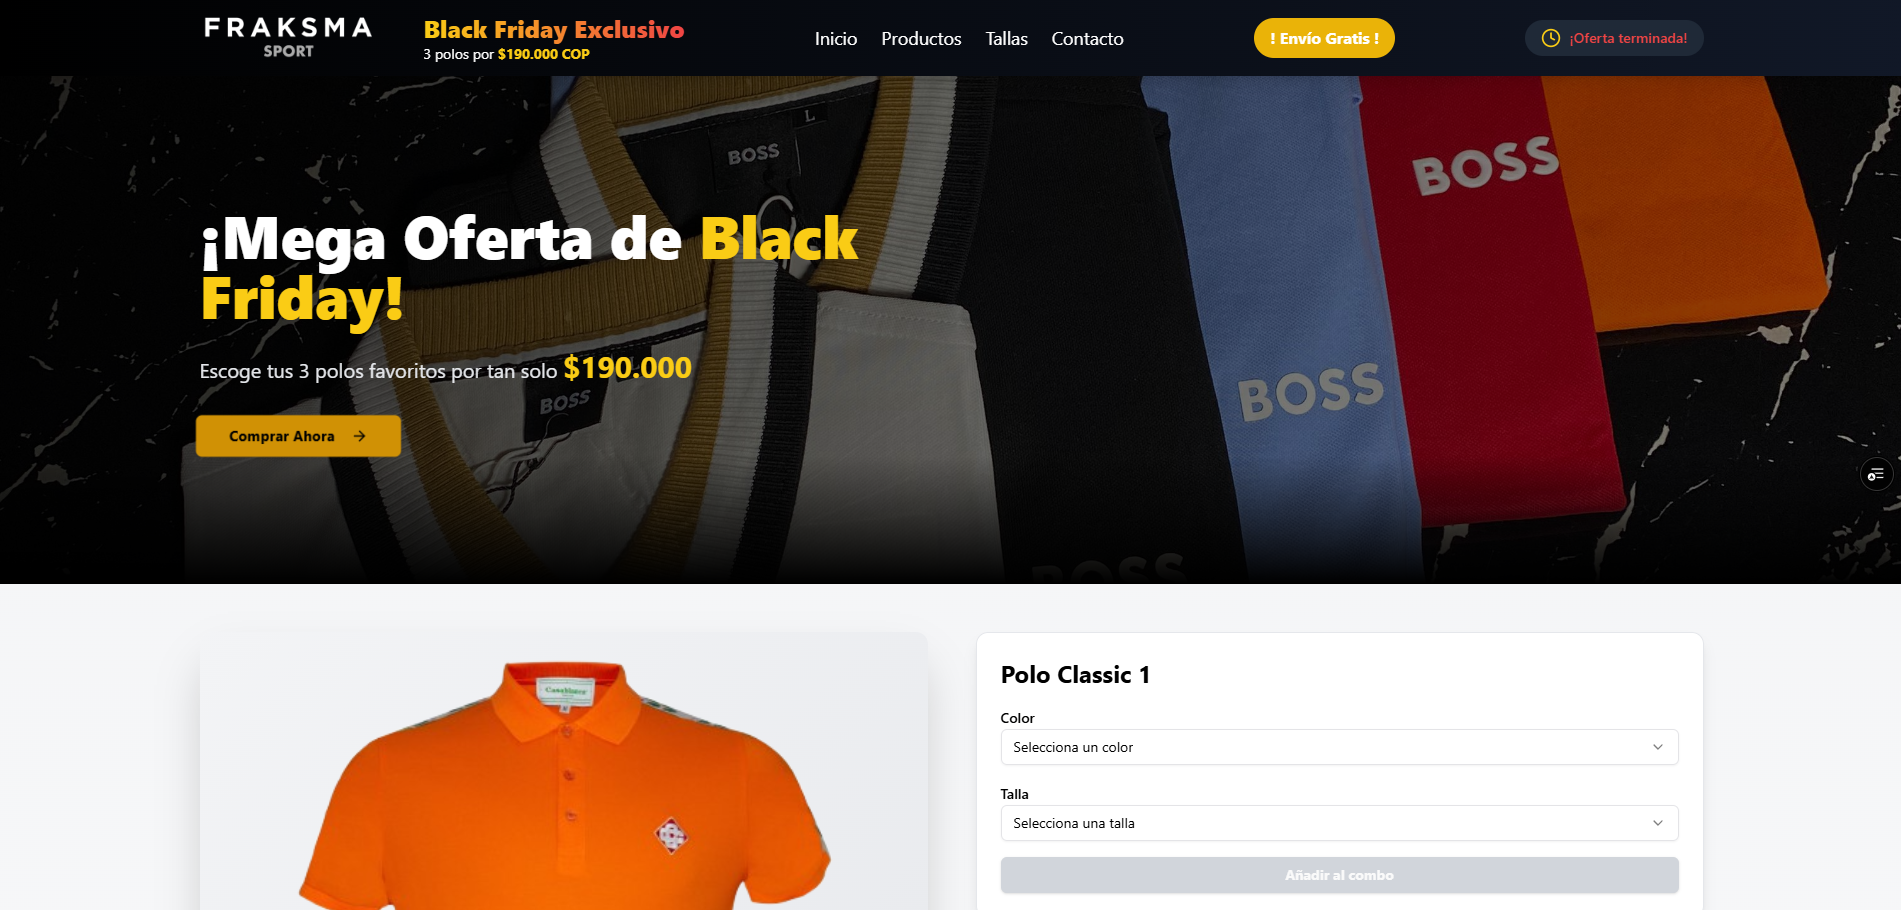 FRAKSMA
SPORT
Black Friday Exclusivo
3 polos por $190.000 COP
Inicio
Productos
Tallas
Contacto
! Envío Gratis !
¡Oferta terminada!
L
BOSS
BOSS
¡Mega Oferta de Black
Friday!
Escoge tus 3 polos favoritos por tan solo $190.000
BOSS
BOSS
Comprar Ahora
BOSS
Casablanca
Polo Classic 1
Color
Selecciona un color
Talla
Selecciona una talla
Añadir al combo